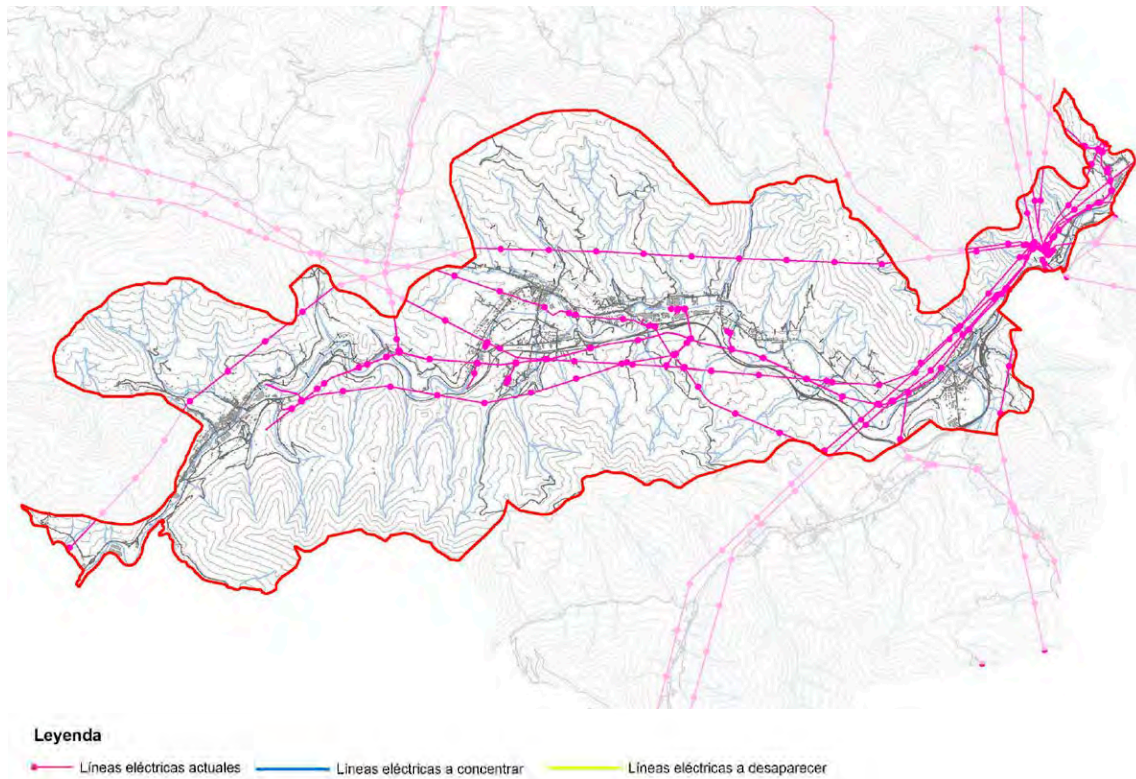 Leyenda
Líneas eléctricas actuales
Líneas eléctricas a concentrar
Líneas eléctricas a desaparecer